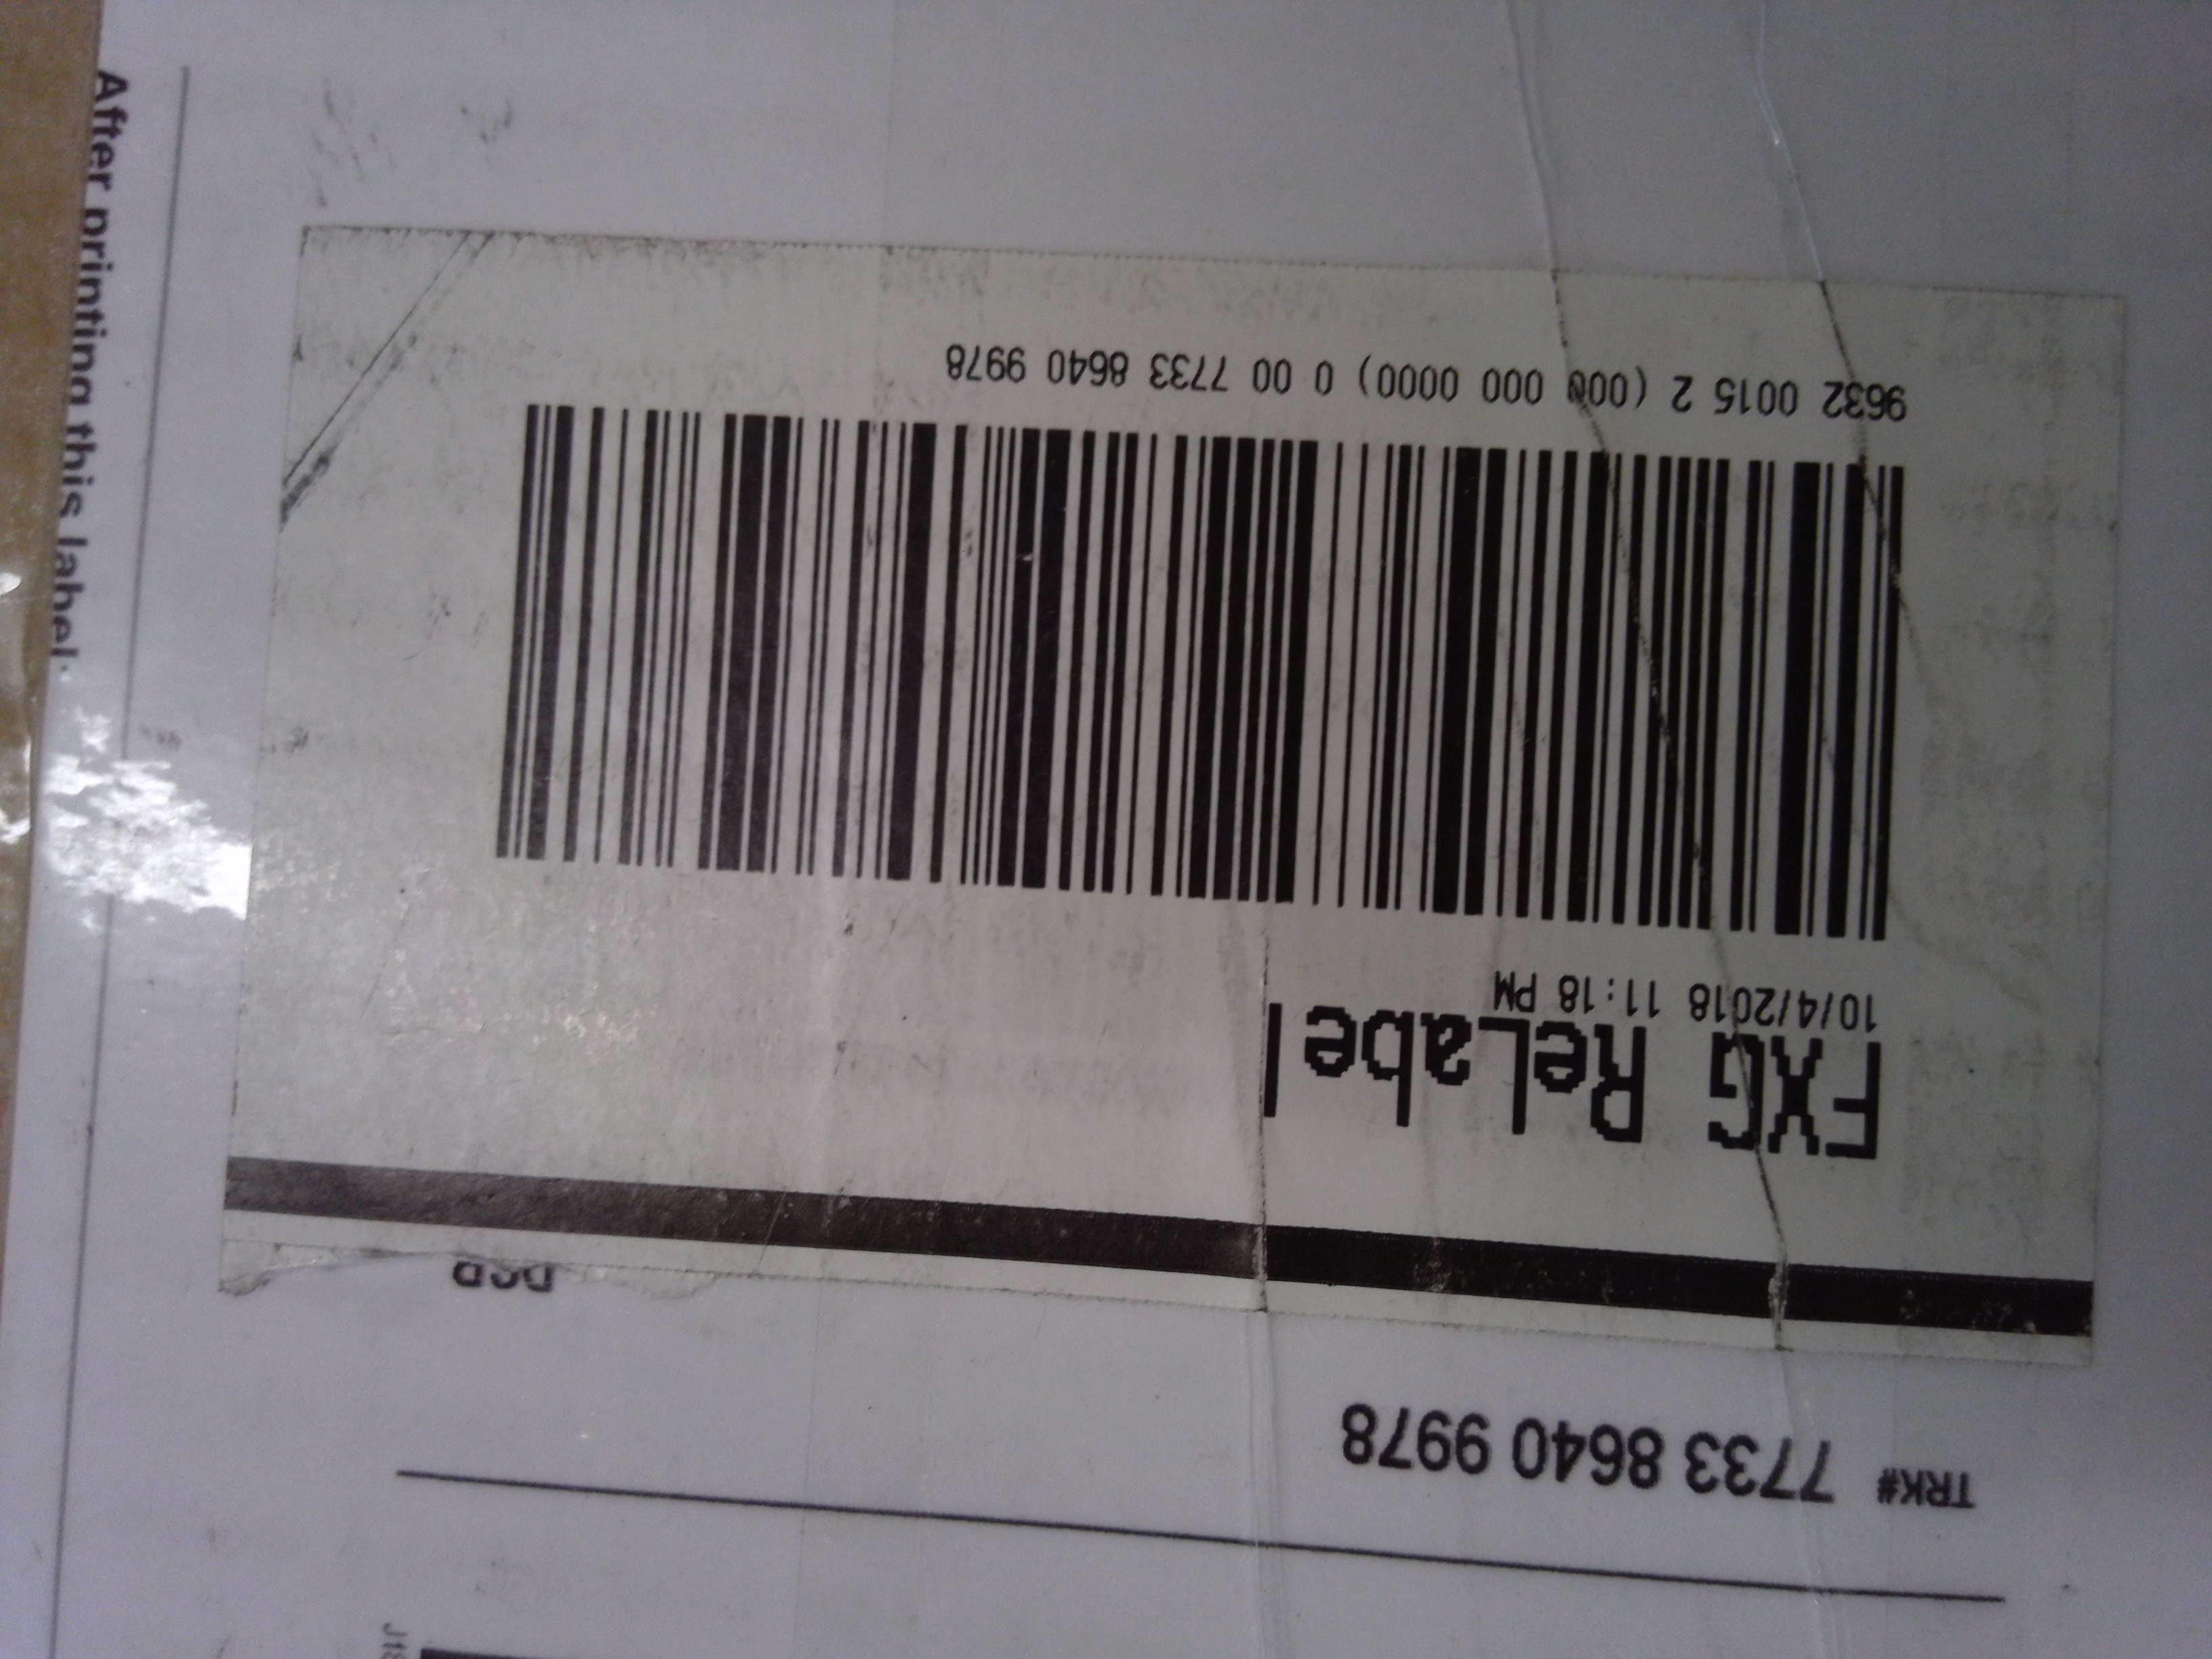 TRK# 7733 8640 9978
FXG ReLabel
10/4/2018 11:18 PM
9632 0015 2 (000 000 0000) 0 00 7733 8640 9978
After printing this label: